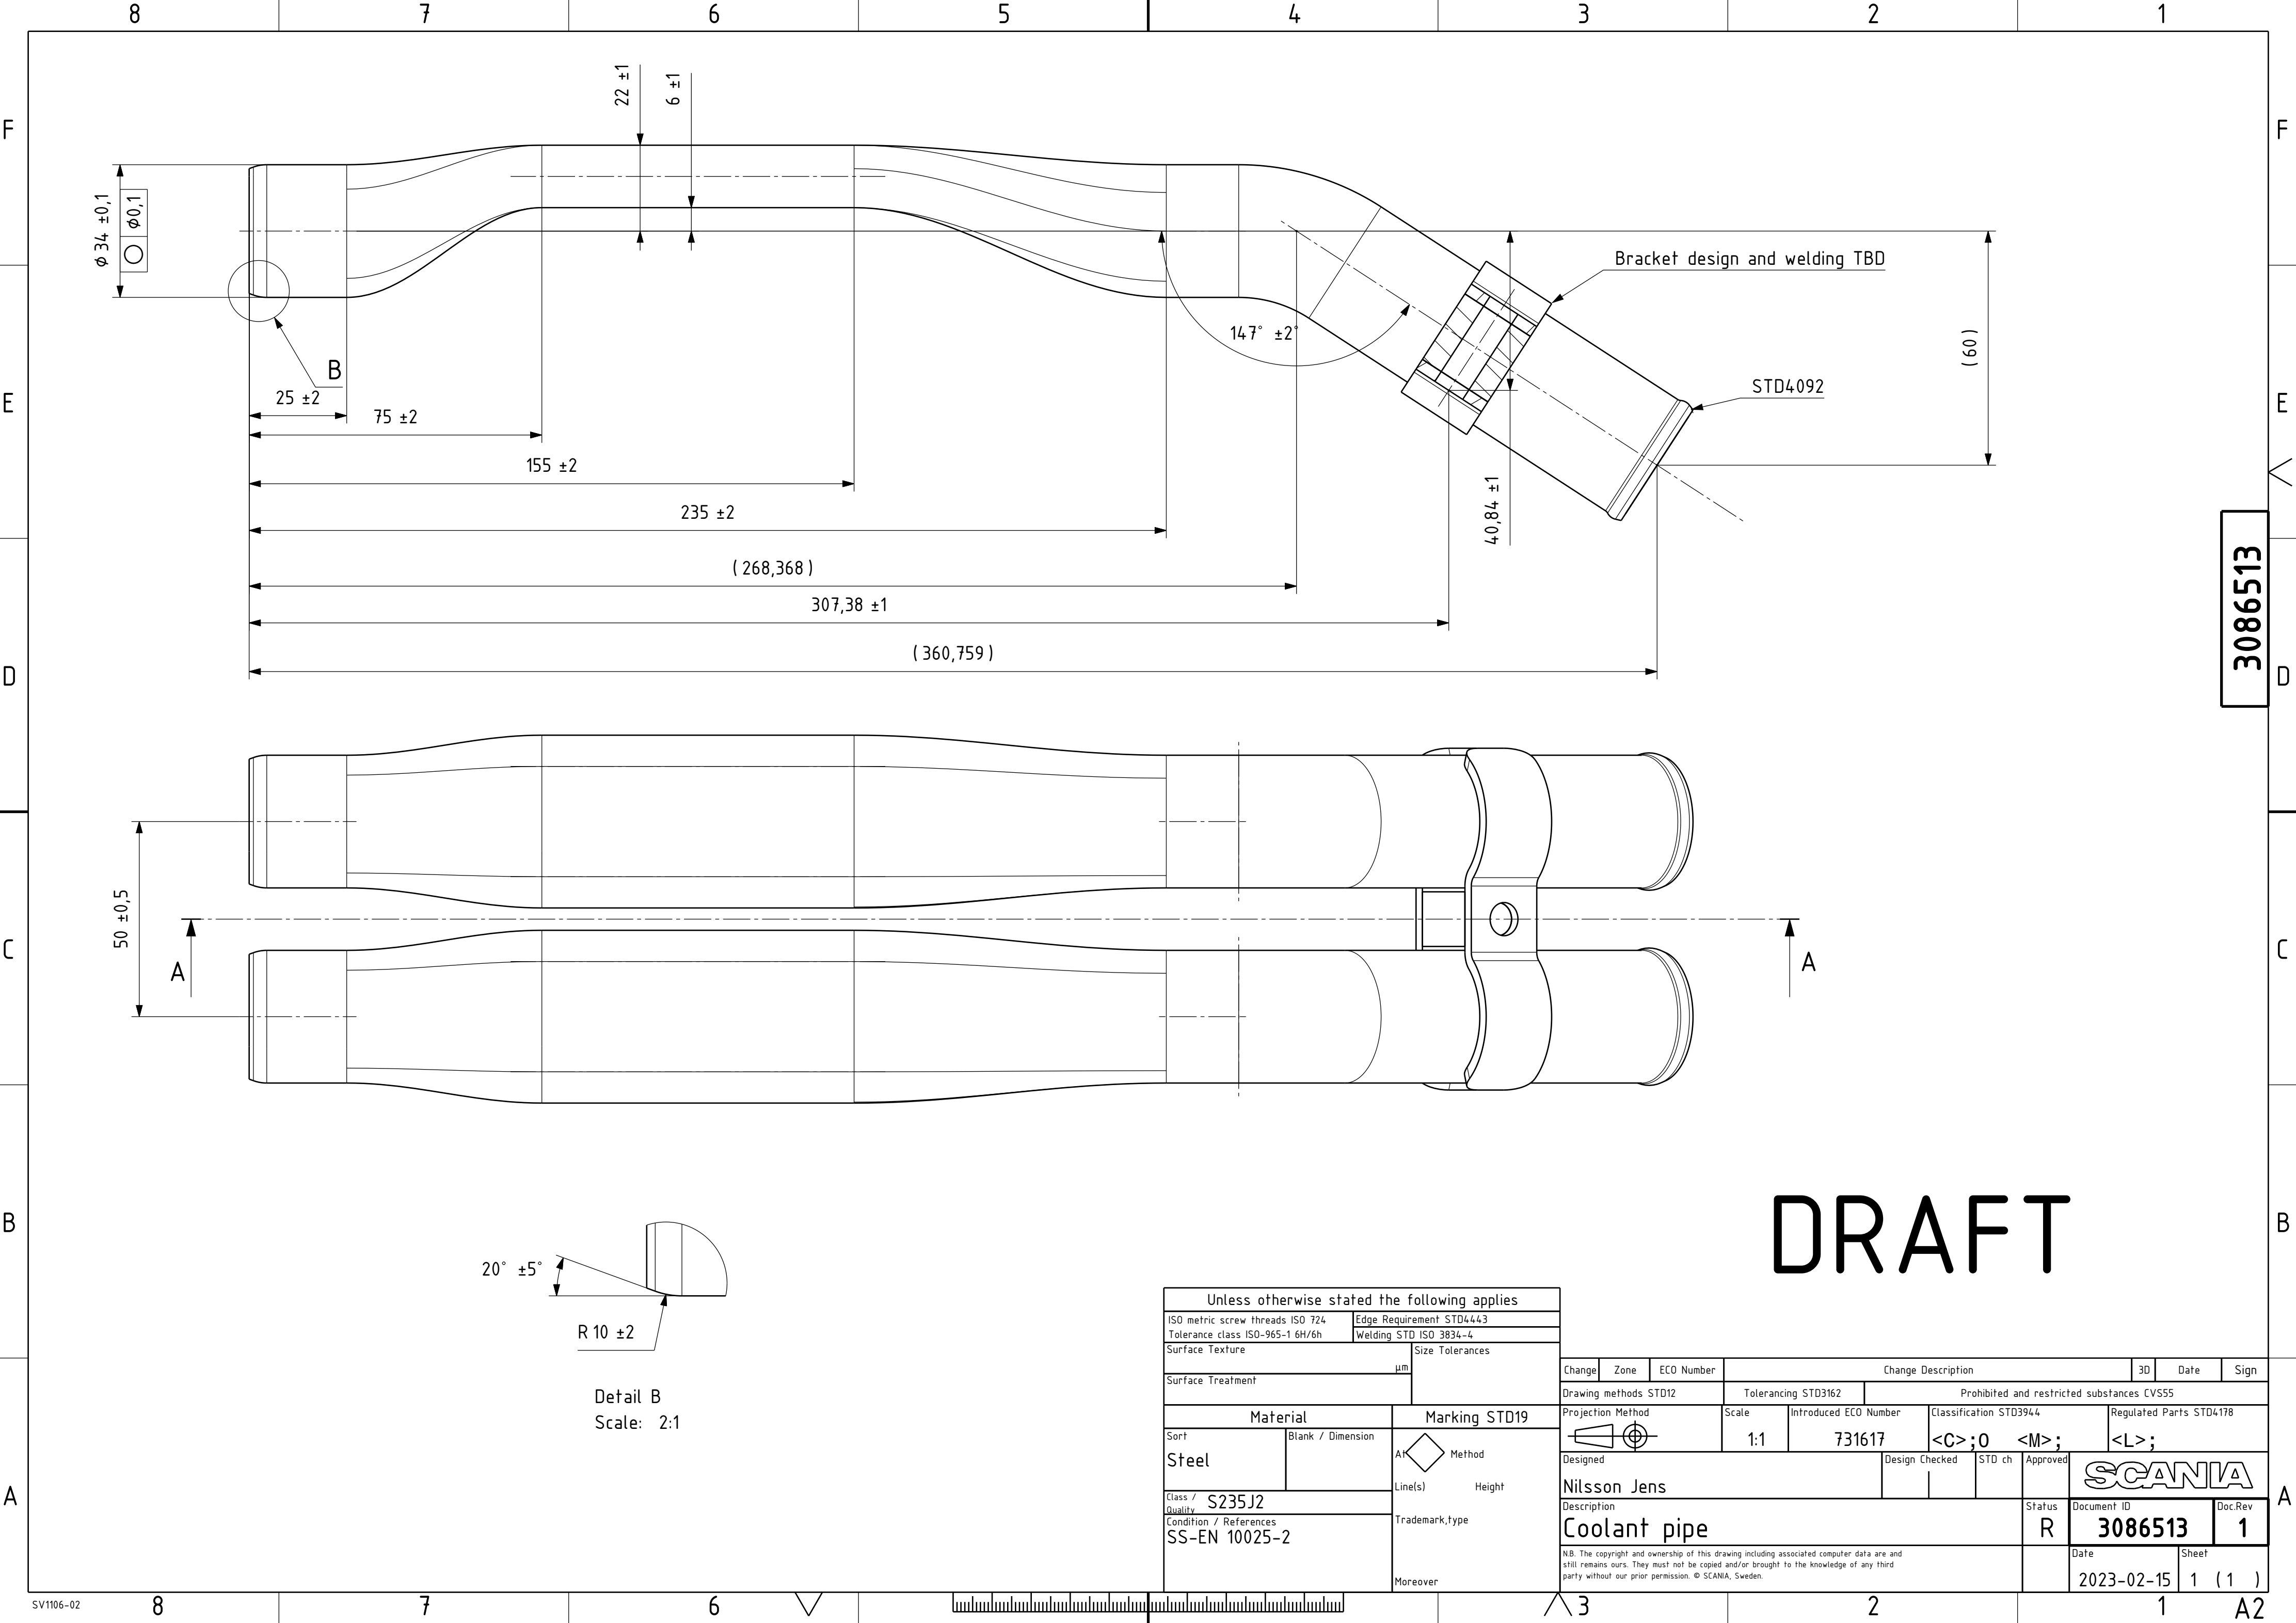 8 7 6 5 4 3 2 1
F F
E E
D D
C C
B B
A A
22 ±1
6 ±1
⌀ 34 ±0,1
○ ⌀0,1
B
25 ±2
75 ±2
155 ±2
235 ±2
(268,368)
307,38 ±1
(360,759)
147° ±2°
40,84 ±1
(60)
Bracket design and welding TBD
STD4092
3086513
50 ±0,5
A A
20° ±5°
R 10 ±2
Detail B
Scale: 2:1
DRAFT
Unless otherwise stated the following applies
ISO metric screw threads ISO 724
Tolerance class ISO-965-1 6H/6h
Edge Requirement STD4443
Welding STD ISO 3834-4
Surface Texture
µm
Size Tolerances
Surface Treatment
Material
Marking STD19
Sort
Steel
Blank / Dimension
Class /
Quality
S235J2
Condition / References
SS-EN 10025-2
At
Method
Line(s)
Height
Trademark,type
Moreover
Change Zone ECO Number Change Description 3D Date Sign
Drawing methods STD12 Tolerancing STD3162 Prohibited and restricted substances CVS55
Projection Method
Scale
1:1
Introduced ECO Number
731617
Classification STD3944
<C>;0 <M>;
Regulated Parts STD4178
<L>;
Designed
Nilsson Jens
Design Checked
STD ch
Approved
SCANIA
Description
Coolant pipe
Status
R
Document ID
3086513
Doc.Rev
1
N.B. The copyright and ownership of this drawing including associated computer data are and
still remains ours. They must not be copied and/or brought to the knowledge of any third
party without our prior permission. © SCANIA, Sweden.
Date
2023-02-15
Sheet
1 (1 )
SV1106-02
8 7 6 3 2 1
A2